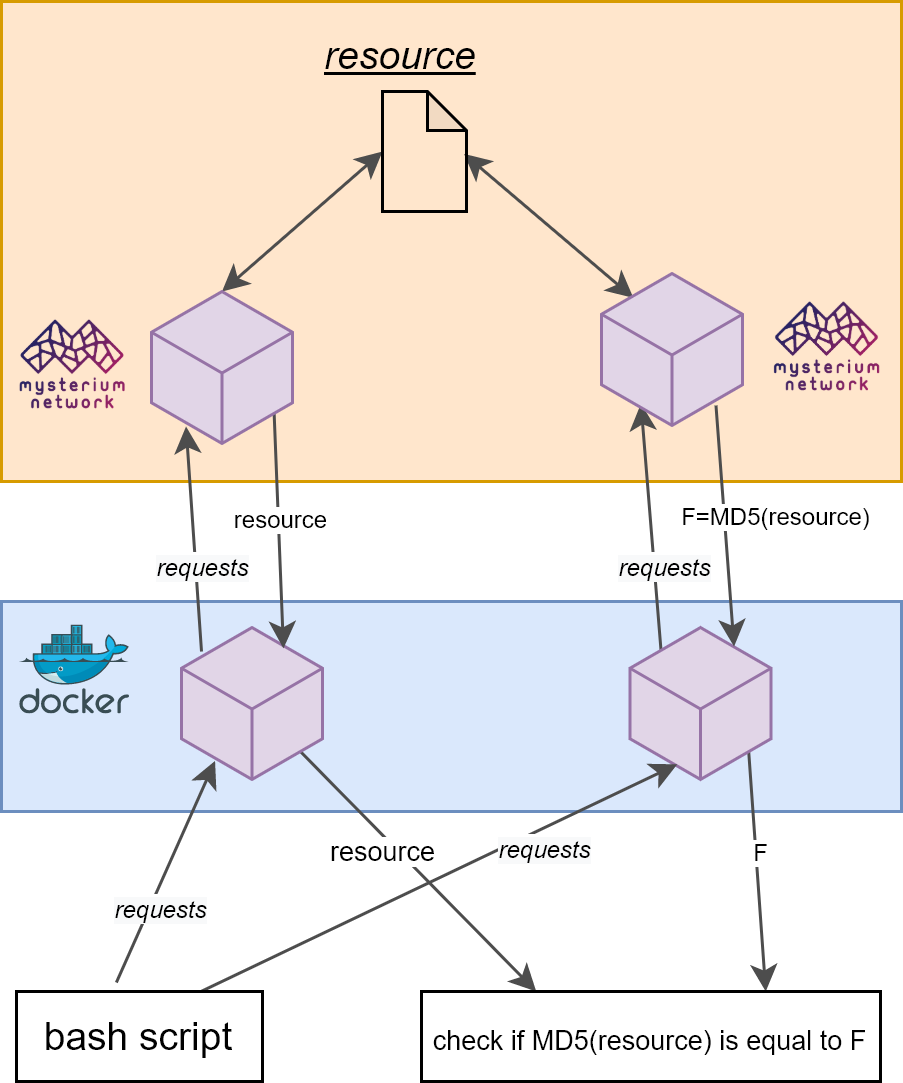 resource
mysterium
network
mysterium
network
resource
F=MD5(resource)
requests
requests
docker
resource
requests
F
requests
bash script
check if MD5(resource) is equal to F